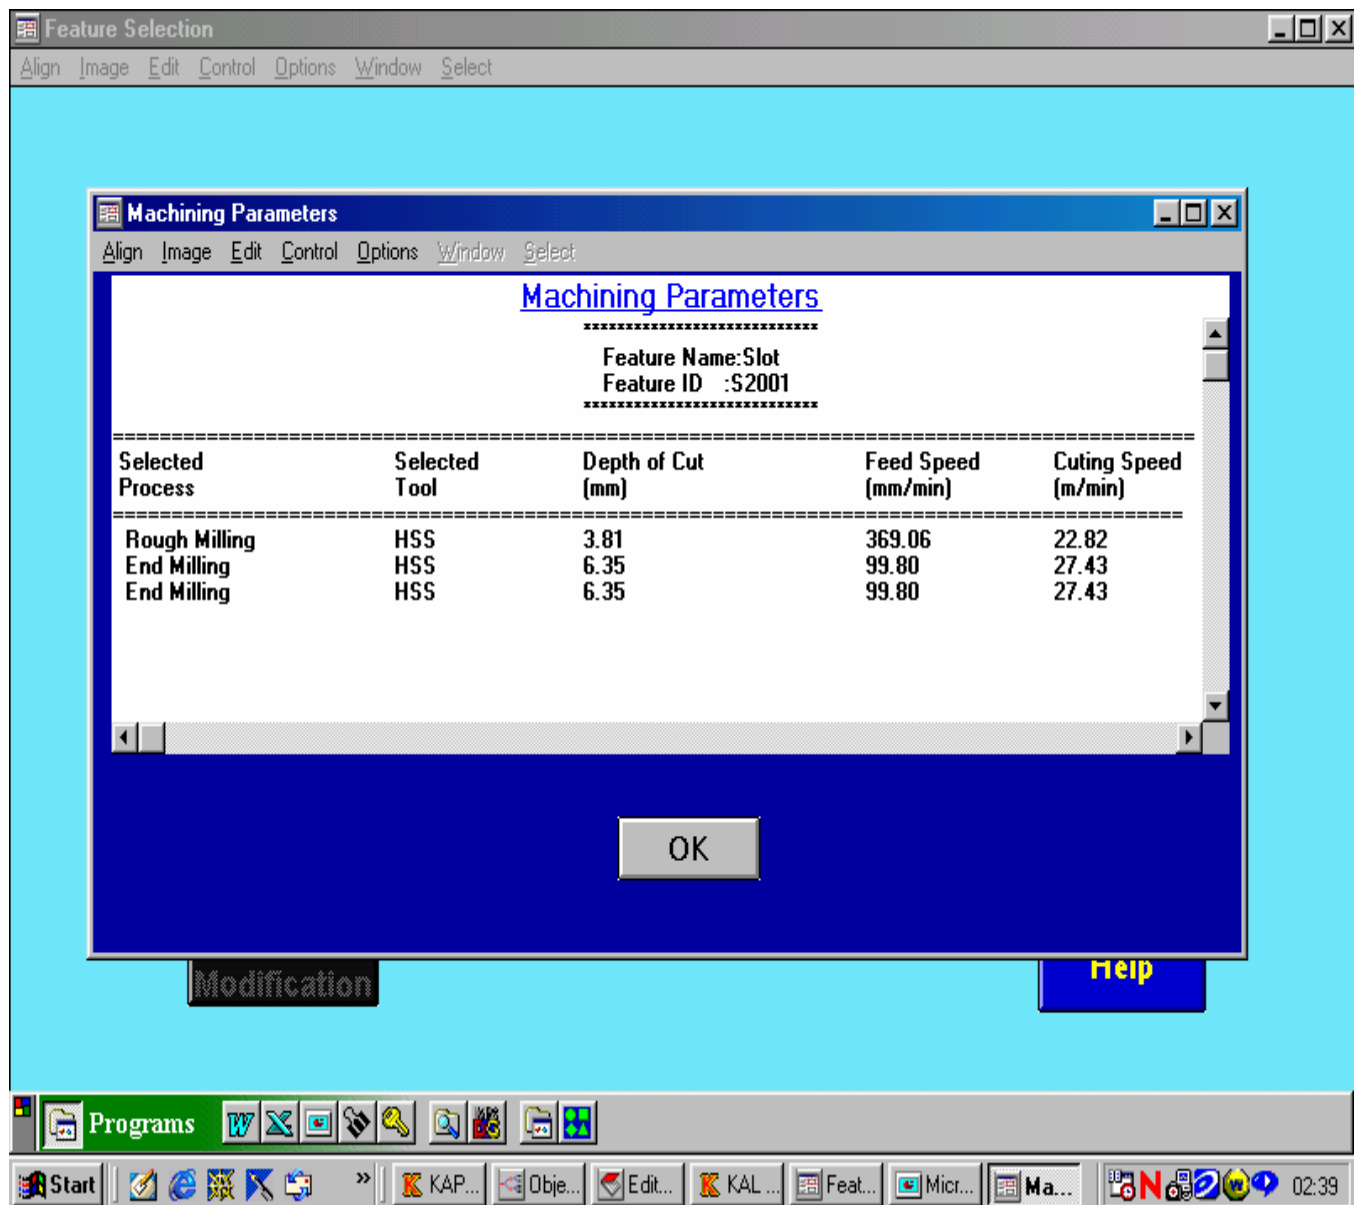 Feature Selection
Align Image Edit Control Options Window Select
Machining Parameters
Align Image Edit Control Options Window Select
Machining Parameters
***************************
Feature Name:Slot
Feature ID :S2001
***************************
Selected Selected Depth of Cut Feed Speed Cuting Speed
Process Tool (mm) (mm/min) (m/min)
Rough Milling HSS 3.81 369.06 22.82
End Milling HSS 6.35 99.80 27.43
End Milling HSS 6.35 99.80 27.43
OK
Modification Help
Programs
Start » KAP... Obje... Edit... KAL ... Feat... Micr... Ma... 02:39